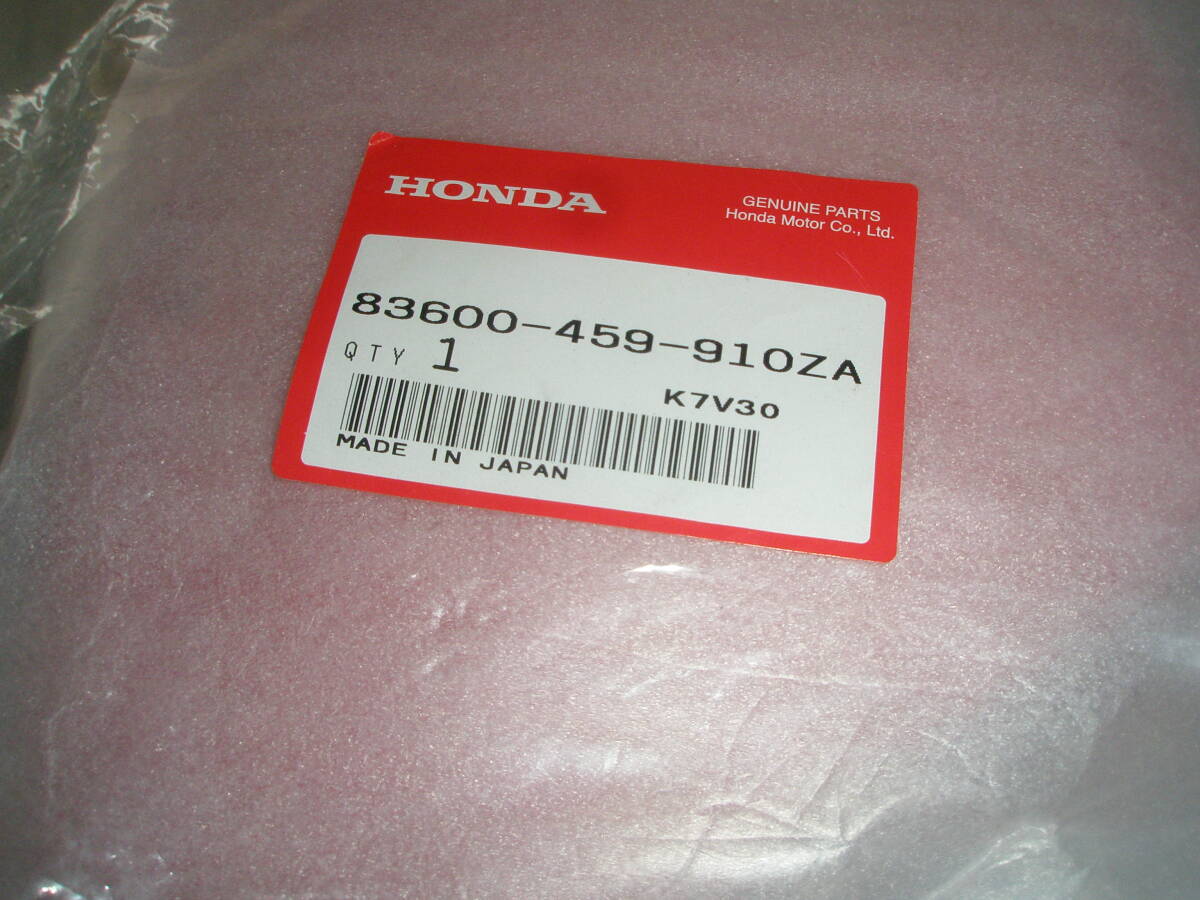 HONDA
GENUINE PARTS
Honda Motor Co., Ltd.
83600-459-910ZA
QTY 1
K7V30
MADE IN JAPAN